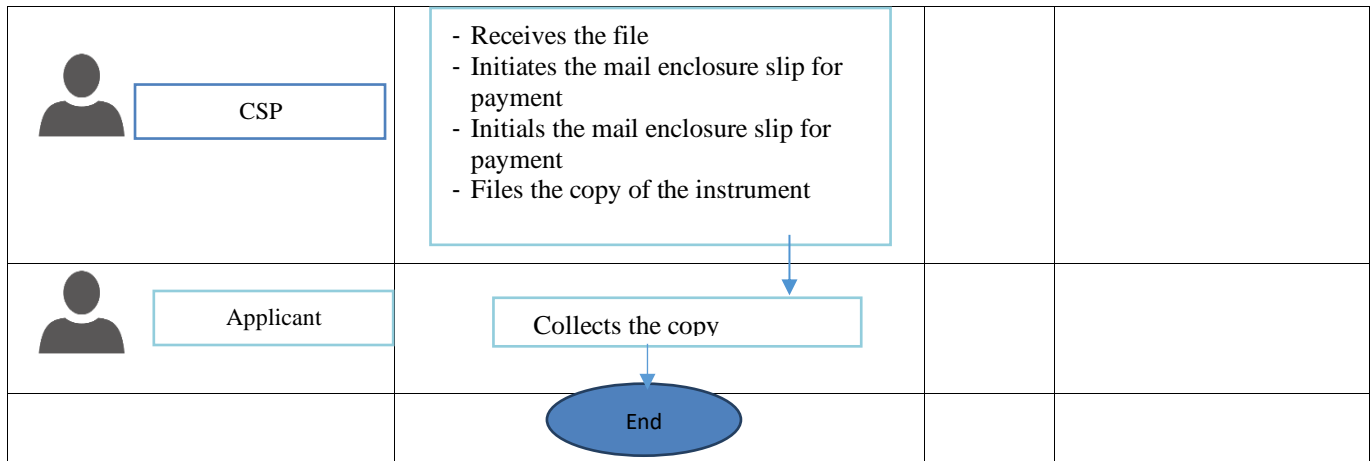 CSP
- Receives the file
- Initiates the mail enclosure slip for
payment
- Initials the mail enclosure slip for
payment
- Files the copy of the instrument
Applicant
Collects the copy
End